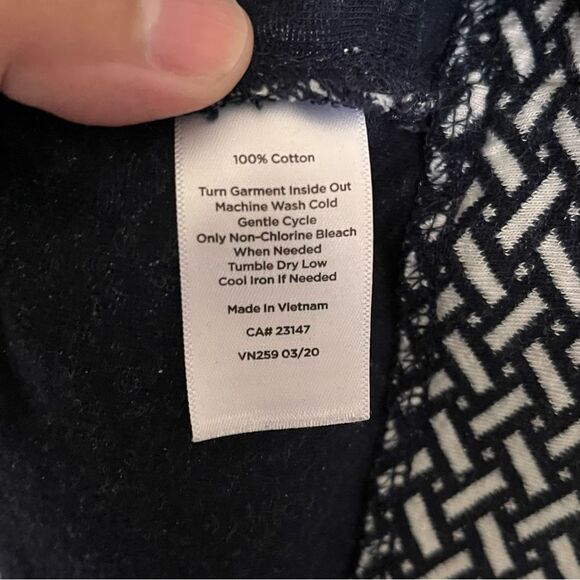 100% Cotton
Turn Garment Inside Out
Machine Wash Cold
Gentle Cycle
Only Non-Chlorine Bleach
When Needed
Tumble Dry Low
Cool Iron If Needed
Made In Vietnam
CA# 23147
VN259 03/20